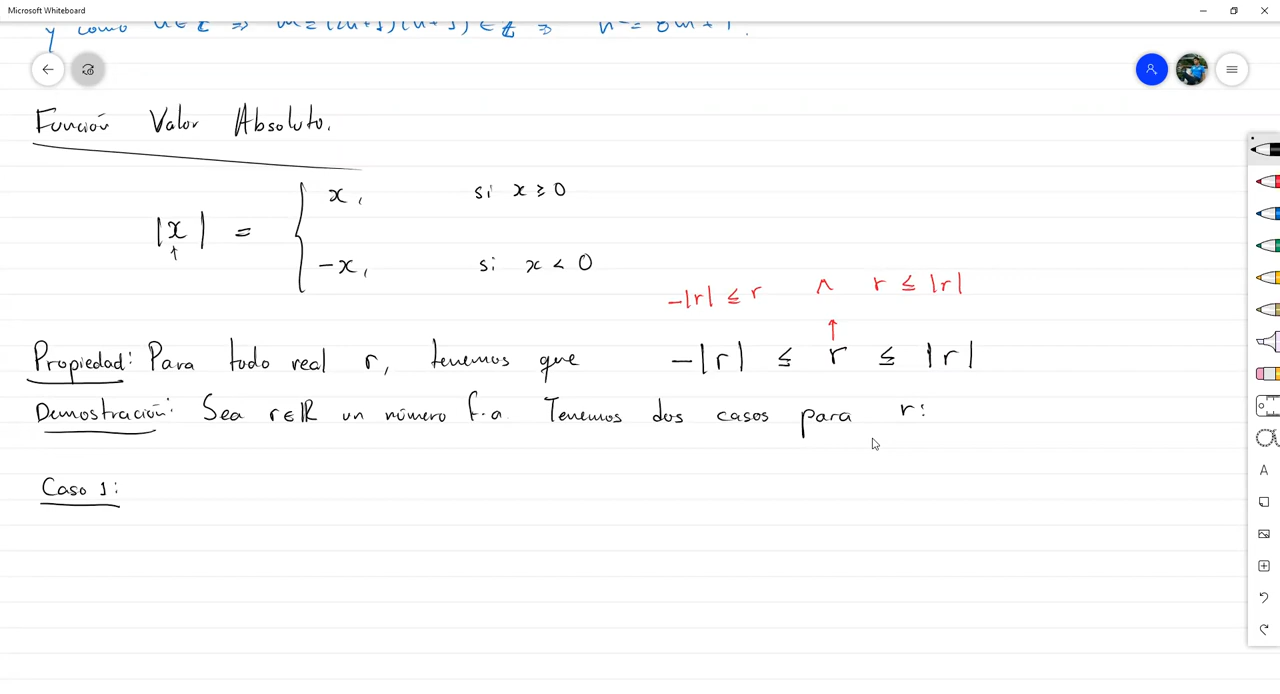 Microsoft Whiteboard
y como
Función Valor Absoluto.
|x| = { x, si x ≥ 0
-x, si x < 0
-|r| ≤ r ∧ r ≤ |r|
Propiedad: Para todo real r, tenemos que -|r| ≤ r ≤ |r|
Demostración: Sea r∈ℝ un número f.a. Tenemos dos casos para r:
Caso 1: